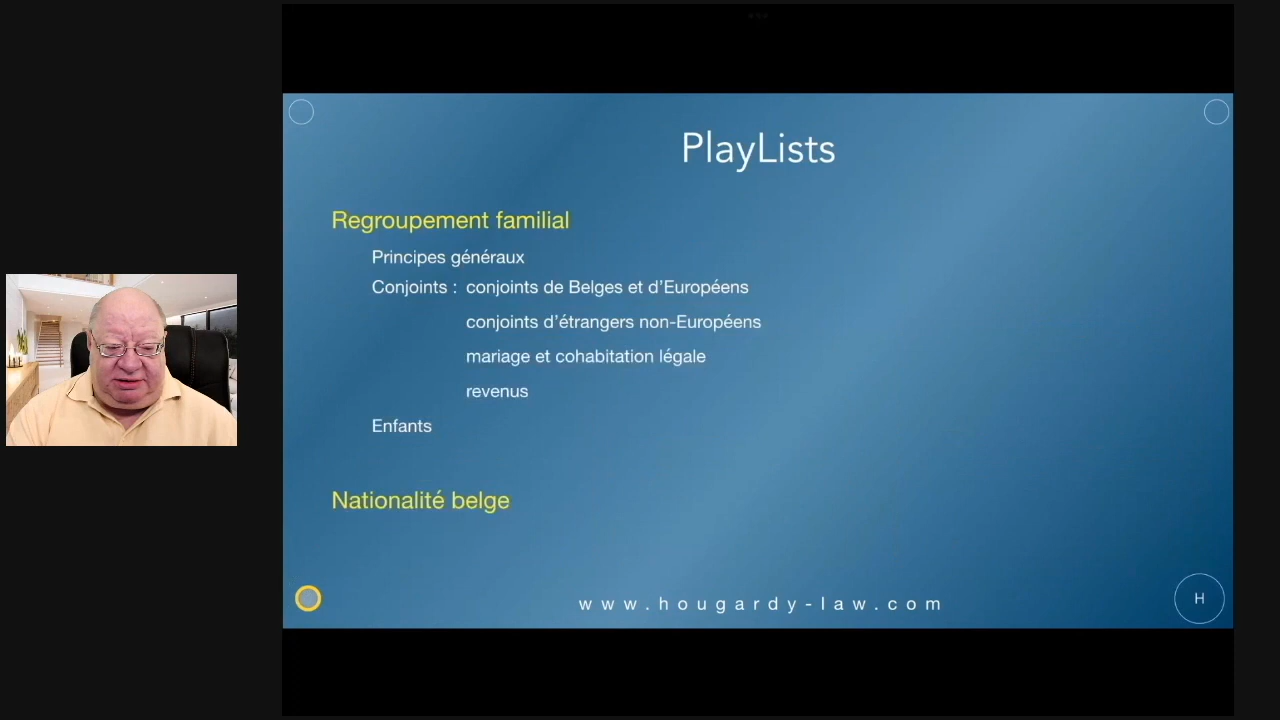 PlayLists
Regroupement familial
Principes généraux
Conjoints : conjoints de Belges et d’Européens
conjoints d’étrangers non-Européens
mariage et cohabitation légale
revenus
Enfants
Nationalité belge
www.hougardy-law.com
H